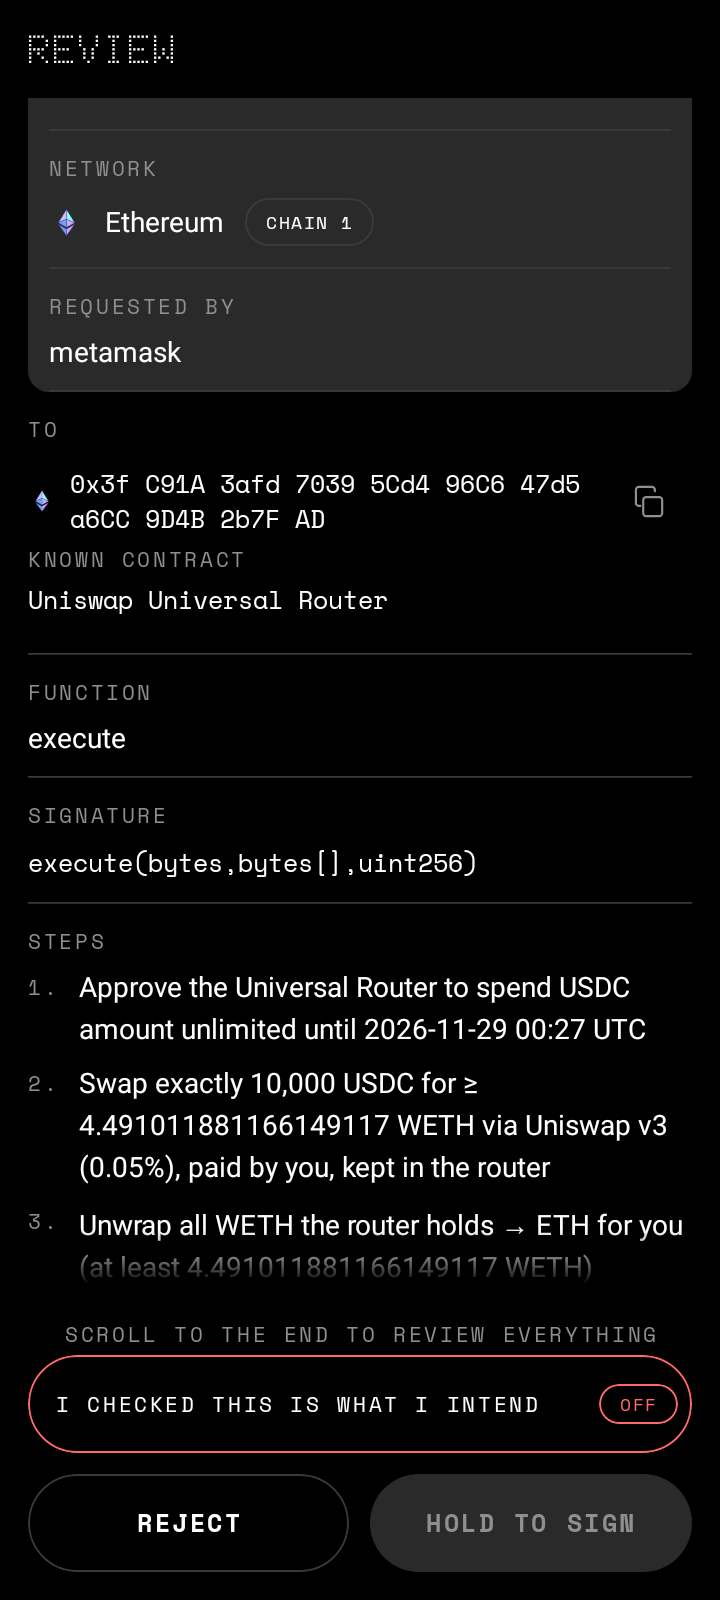 REVIEW
NETWORK
Ethereum CHAIN 1
REQUESTED BY
metamask
TO
0x3f C91A 3afd 7039 5Cd4 96C6 47d5
a6CC 9D4B 2b7F AD
KNOWN CONTRACT
Uniswap Universal Router
FUNCTION
execute
SIGNATURE
execute(bytes,bytes[],uint256)
STEPS
1. Approve the Universal Router to spend USDC
amount unlimited until 2026-11-29 00:27 UTC
2. Swap exactly 10,000 USDC for ≥
4.491011881166149117 WETH via Uniswap v3
(0.05%), paid by you, kept in the router
3. Unwrap all WETH the router holds → ETH for you
(at least 4.491011881166149117 WETH)
SCROLL TO THE END TO REVIEW EVERYTHING
I CHECKED THIS IS WHAT I INTEND OFF
REJECT HOLD TO SIGN